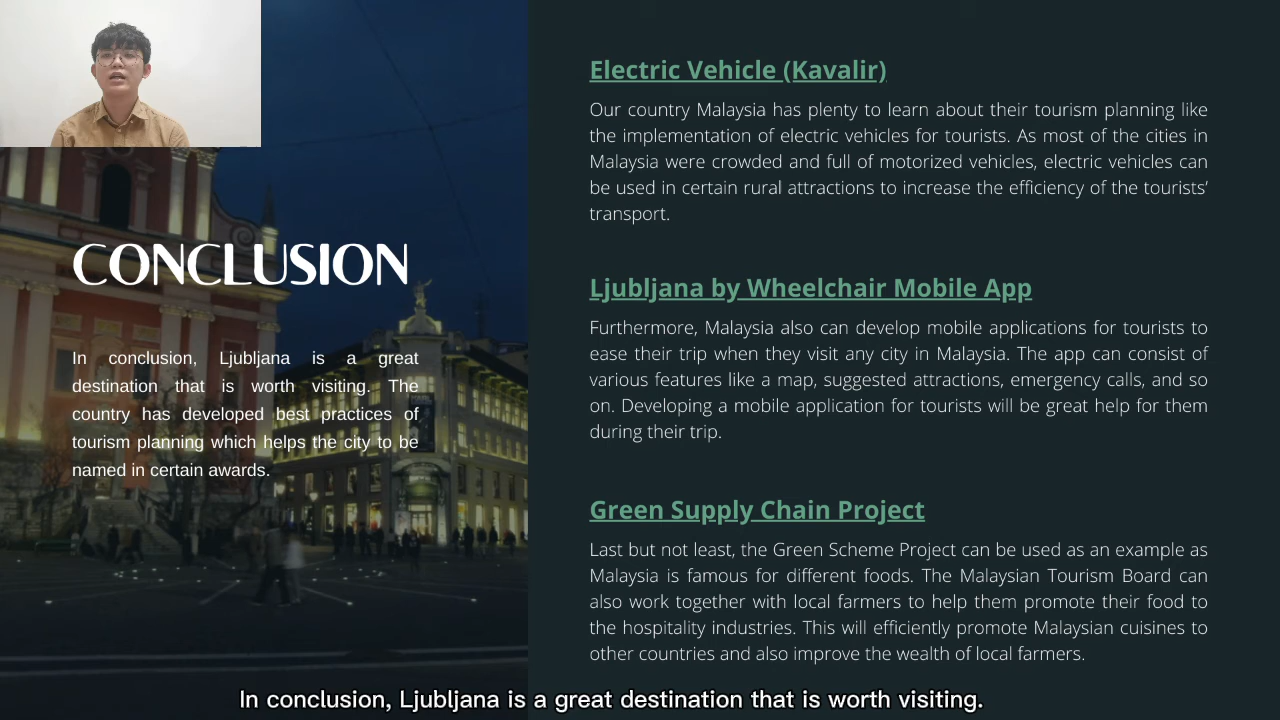 CONCLUSION
In conclusion, Ljubljana is a great
destination that is worth visiting. The
country has developed best practices of
tourism planning which helps the city to be
named in certain awards.
Electric Vehicle (Kavalir)
Our country Malaysia has plenty to learn about their tourism planning like
the implementation of electric vehicles for tourists. As most of the cities in
Malaysia were crowded and full of motorized vehicles, electric vehicles can
be used in certain rural attractions to increase the efficiency of the tourists'
transport.
Ljubljana by Wheelchair Mobile App
Furthermore, Malaysia also can develop mobile applications for tourists to
ease their trip when they visit any city in Malaysia. The app can consist of
various features like a map, suggested attractions, emergency calls, and so
on. Developing a mobile application for tourists will be great help for them
during their trip.
Green Supply Chain Project
Last but not least, the Green Scheme Project can be used as an example as
Malaysia is famous for different foods. The Malaysian Tourism Board can
also work together with local farmers to help them promote their food to
the hospitality industries. This will efficiently promote Malaysian cuisines to
other countries and also improve the wealth of local farmers.
In conclusion, Ljubljana is a great destination that is worth visiting.